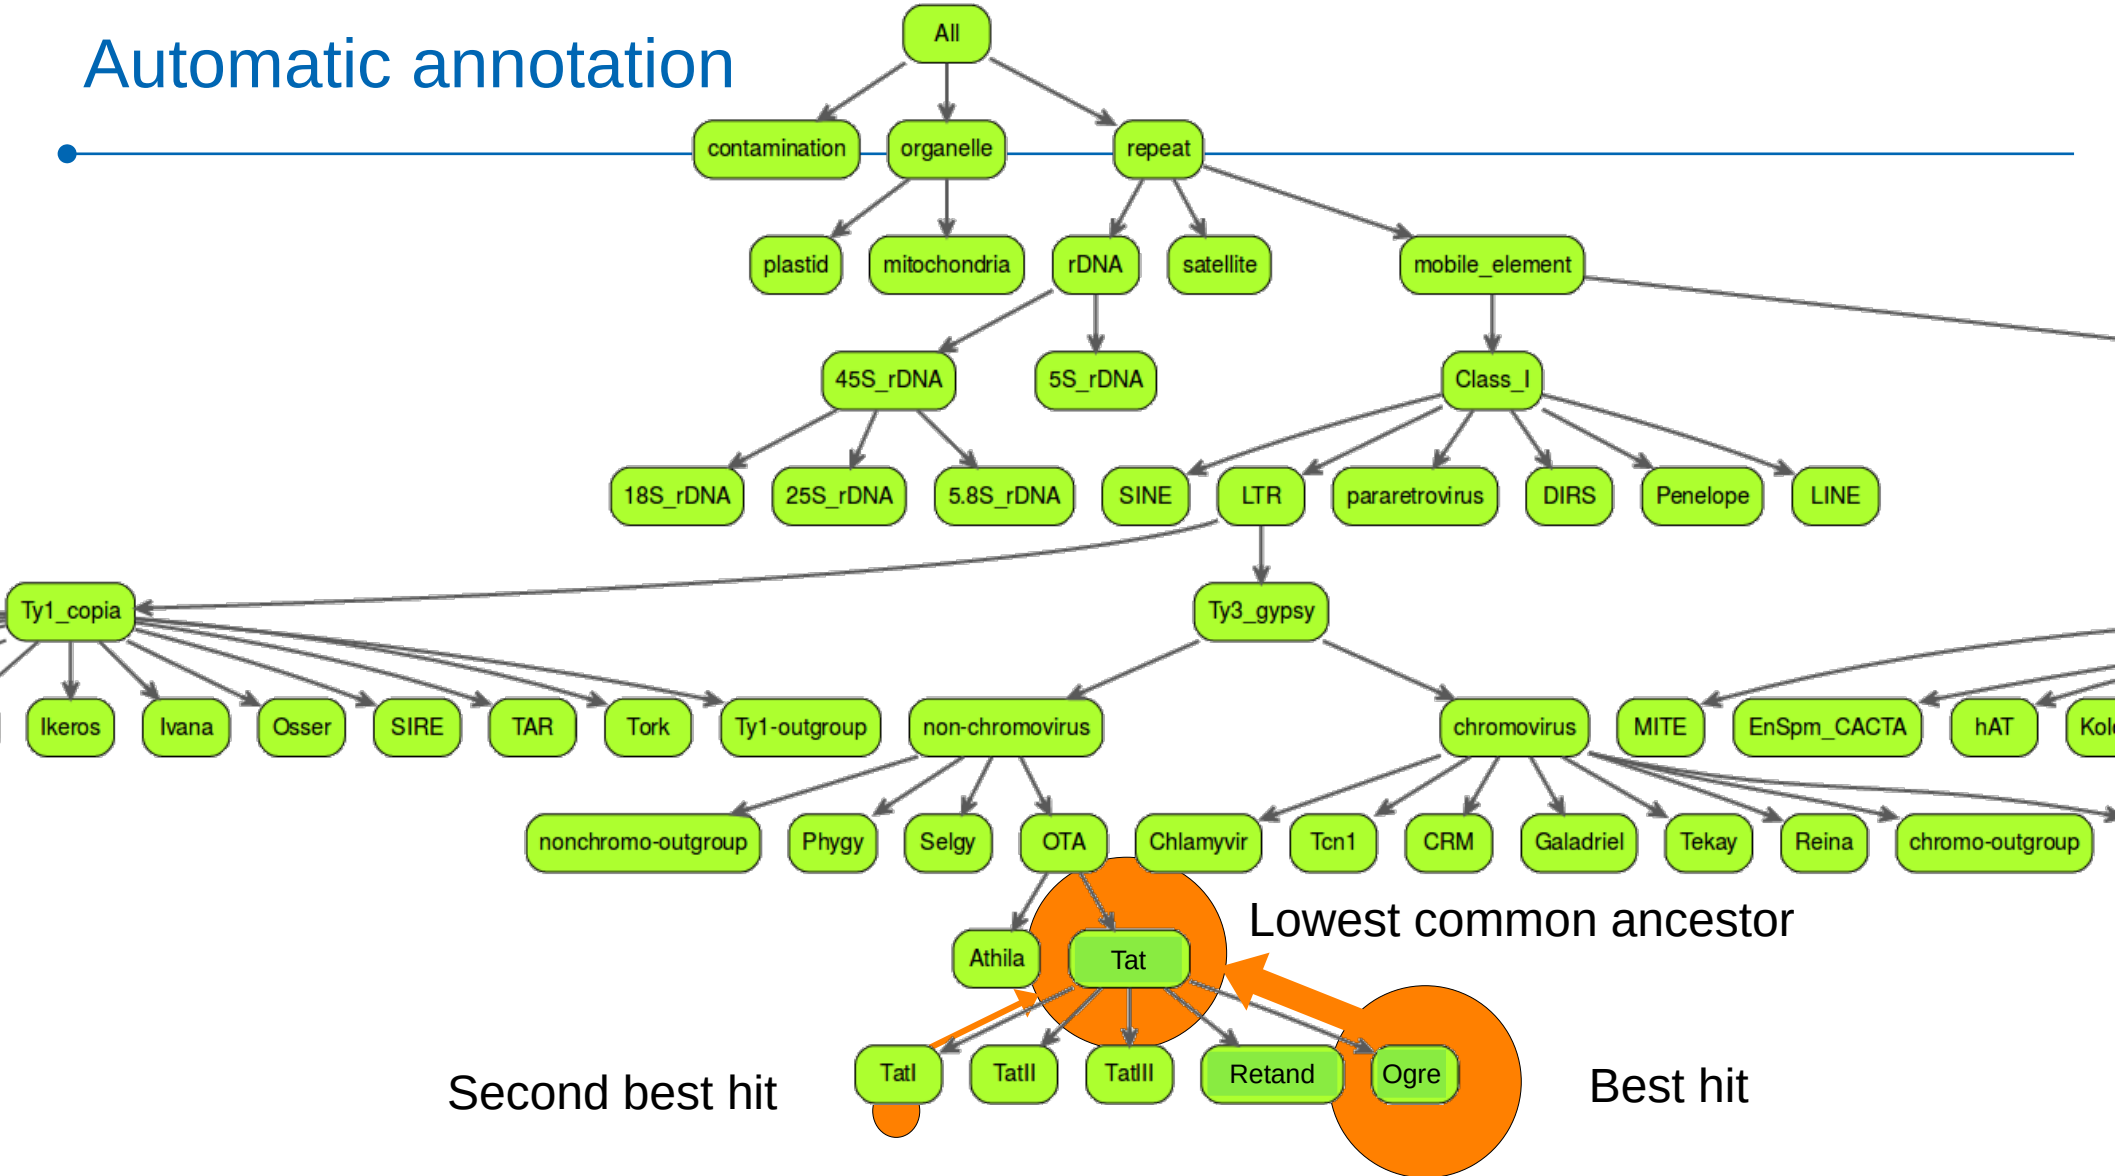 Automatic annotation
All
contamination
organelle
repeat
plastid
mitochondria
rDNA
satellite
mobile_element
45S_rDNA
5S_rDNA
Class_I
18S_rDNA
25S_rDNA
5.8S_rDNA
SINE
LTR
pararetrovirus
DIRS
Penelope
LINE
Ty1_copia
Ty3_gypsy
Ikeros
Ivana
Osser
SIRE
TAR
Tork
Ty1-outgroup
non-chromovirus
chromovirus
MITE
EnSpm_CACTA
hAT
nonchromo-outgroup
Phygy
Selgy
OTA
Chlamyvir
Tcn1
CRM
Galadriel
Tekay
Reina
chromo-outgroup
Lowest common ancestor
Athila
Tat
TatI
TatII
TatIII
Retand
Ogre
Second best hit
Best hit